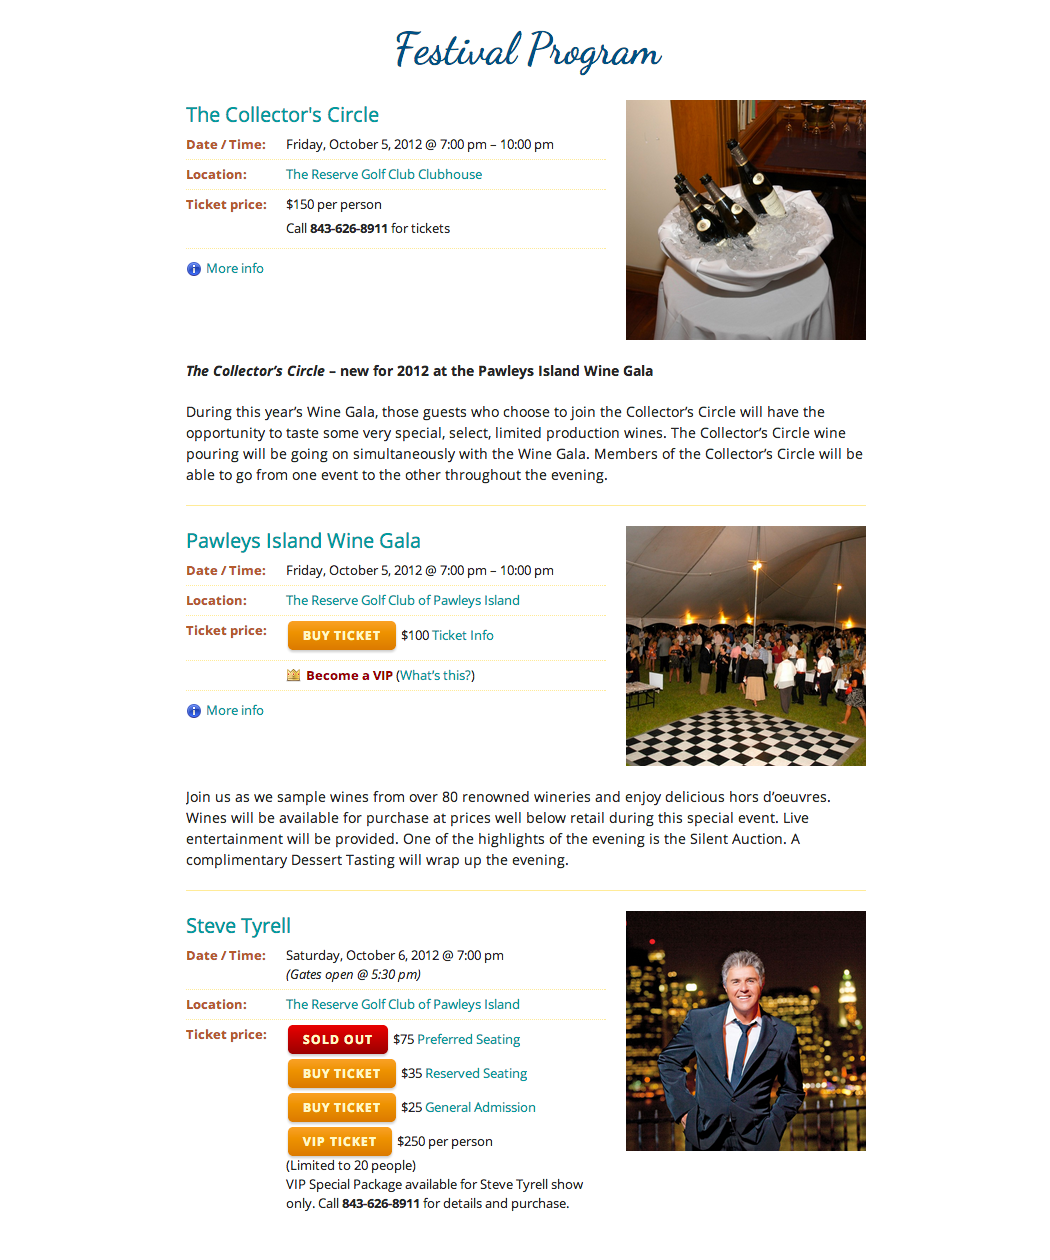 Festival Program
The Collector's Circle
Date / Time: Friday, October 5, 2012 @ 7:00 pm – 10:00 pm
Location: The Reserve Golf Club Clubhouse
Ticket price: $150 per person
Call 843-626-8911 for tickets
More info
The Collector’s Circle – new for 2012 at the Pawleys Island Wine Gala
During this year’s Wine Gala, those guests who choose to join the Collector’s Circle will have the
opportunity to taste some very special, select, limited production wines. The Collector’s Circle wine
pouring will be going on simultaneously with the Wine Gala. Members of the Collector’s Circle will be
able to go from one event to the other throughout the evening.
Pawleys Island Wine Gala
Date / Time: Friday, October 5, 2012 @ 7:00 pm – 10:00 pm
Location: The Reserve Golf Club of Pawleys Island
Ticket price: BUY TICKET $100 Ticket Info
Become a VIP (What’s this?)
More info
Join us as we sample wines from over 80 renowned wineries and enjoy delicious hors d’oeuvres.
Wines will be available for purchase at prices well below retail during this special event. Live
entertainment will be provided. One of the highlights of the evening is the Silent Auction. A
complimentary Dessert Tasting will wrap up the evening.
Steve Tyrell
Date / Time: Saturday, October 6, 2012 @ 7:00 pm
(Gates open @ 5:30 pm)
Location: The Reserve Golf Club of Pawleys Island
Ticket price: SOLD OUT $75 Preferred Seating
BUY TICKET $35 Reserved Seating
BUY TICKET $25 General Admission
VIP TICKET $250 per person
(Limited to 20 people)
VIP Special Package available for Steve Tyrell show
only. Call 843-626-8911 for details and purchase.